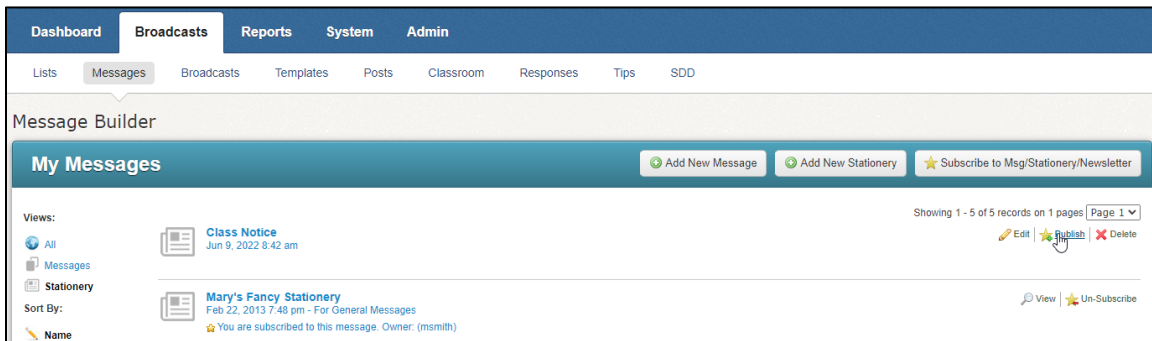 Dashboard Broadcasts Reports System Admin
Lists Messages Broadcasts Templates Posts Classroom Responses Tips SDD
Message Builder
My Messages Add New Message Add New Stationery Subscribe to Msg/Stationery/Newsletter
Showing 1 - 5 of 5 records on 1 pages Page 1
Views:
All
Messages
Stationery
Sort By:
Name
Class Notice
Jun 9, 2022 8:42 am
Edit Publish Delete
Mary's Fancy Stationery
Feb 22, 2013 7:48 pm - For General Messages
You are subscribed to this message. Owner: (msmith)
View Un-Subscribe